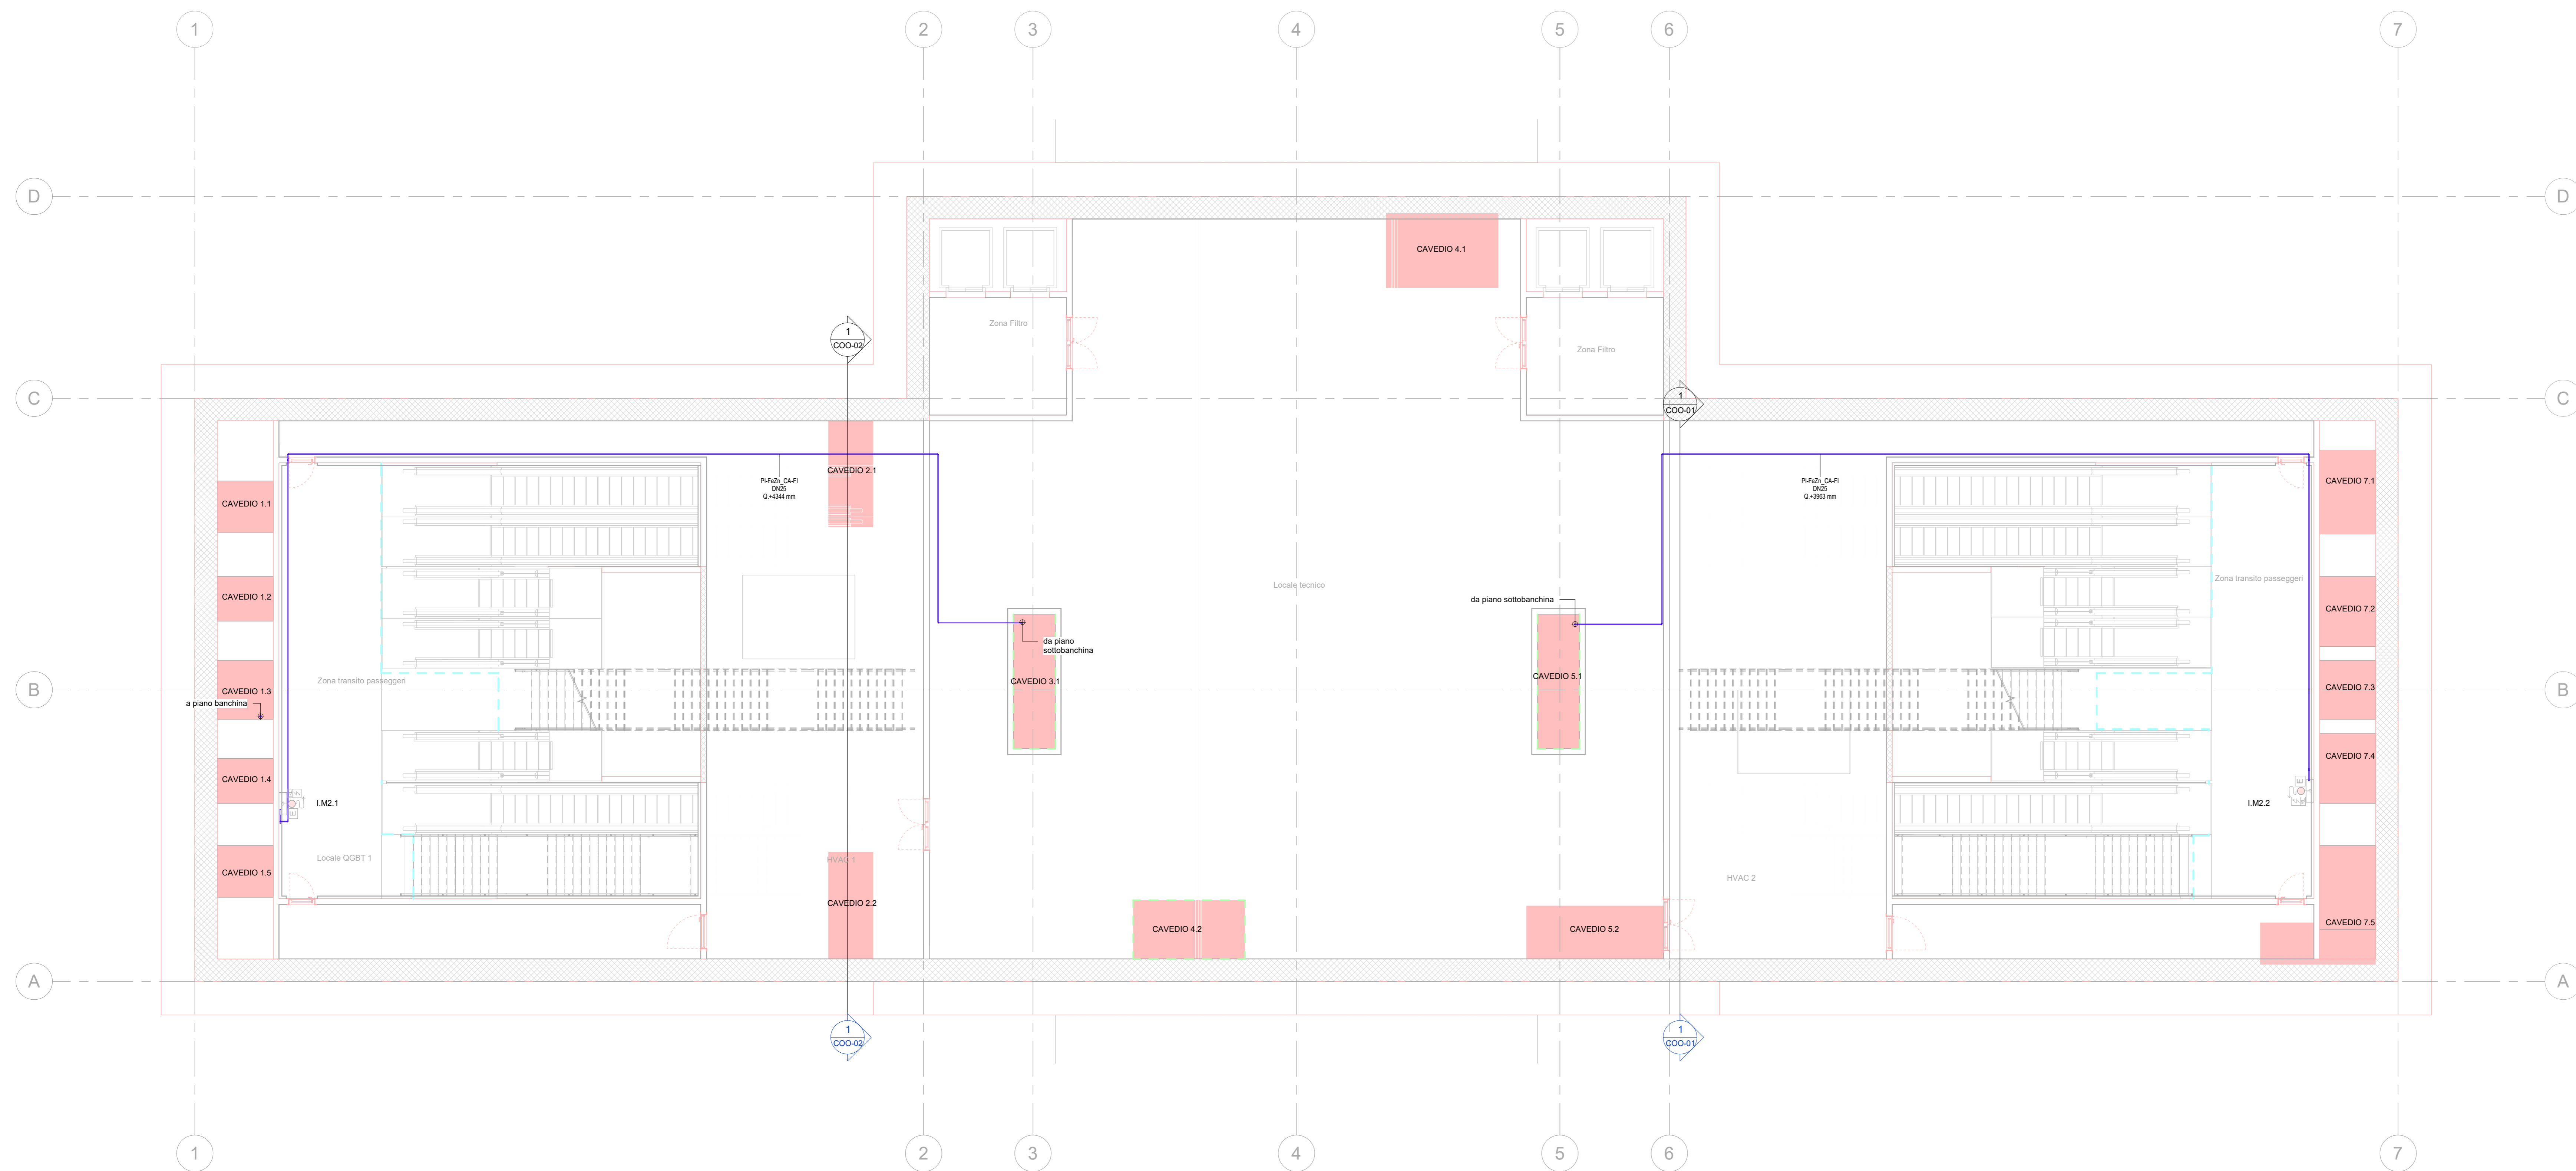 1
2
3
4
5
6
7
D
D
CAVEDIO 4.1
Zona Filtro
Zona Filtro
1
COO-02
C
C
1
COO-01
CAVEDIO 2.1
PI-FeZn_CA-FI
DN25
Q.+4344 mm
PI-FeZn_CA-FI
DN25
Q.+3963 mm
CAVEDIO 1.1
CAVEDIO 7.1
CAVEDIO 1.2
Locale tecnico
Zona transito passeggeri
da piano sottobanchina
CAVEDIO 7.2
da piano
sottobanchina
Zona transito passeggeri
CAVEDIO 3.1
CAVEDIO 5.1
B
B
CAVEDIO 1.3
CAVEDIO 7.3
a piano banchina
CAVEDIO 1.4
CAVEDIO 7.4
I.M2.1
I.M2.2
Locale QGBT 1
HVAC 1
CAVEDIO 1.5
HVAC 2
CAVEDIO 2.2
CAVEDIO 4.2
CAVEDIO 5.2
CAVEDIO 7.5
A
A
1
COO-02
1
COO-01
1
2
3
4
5
6
7